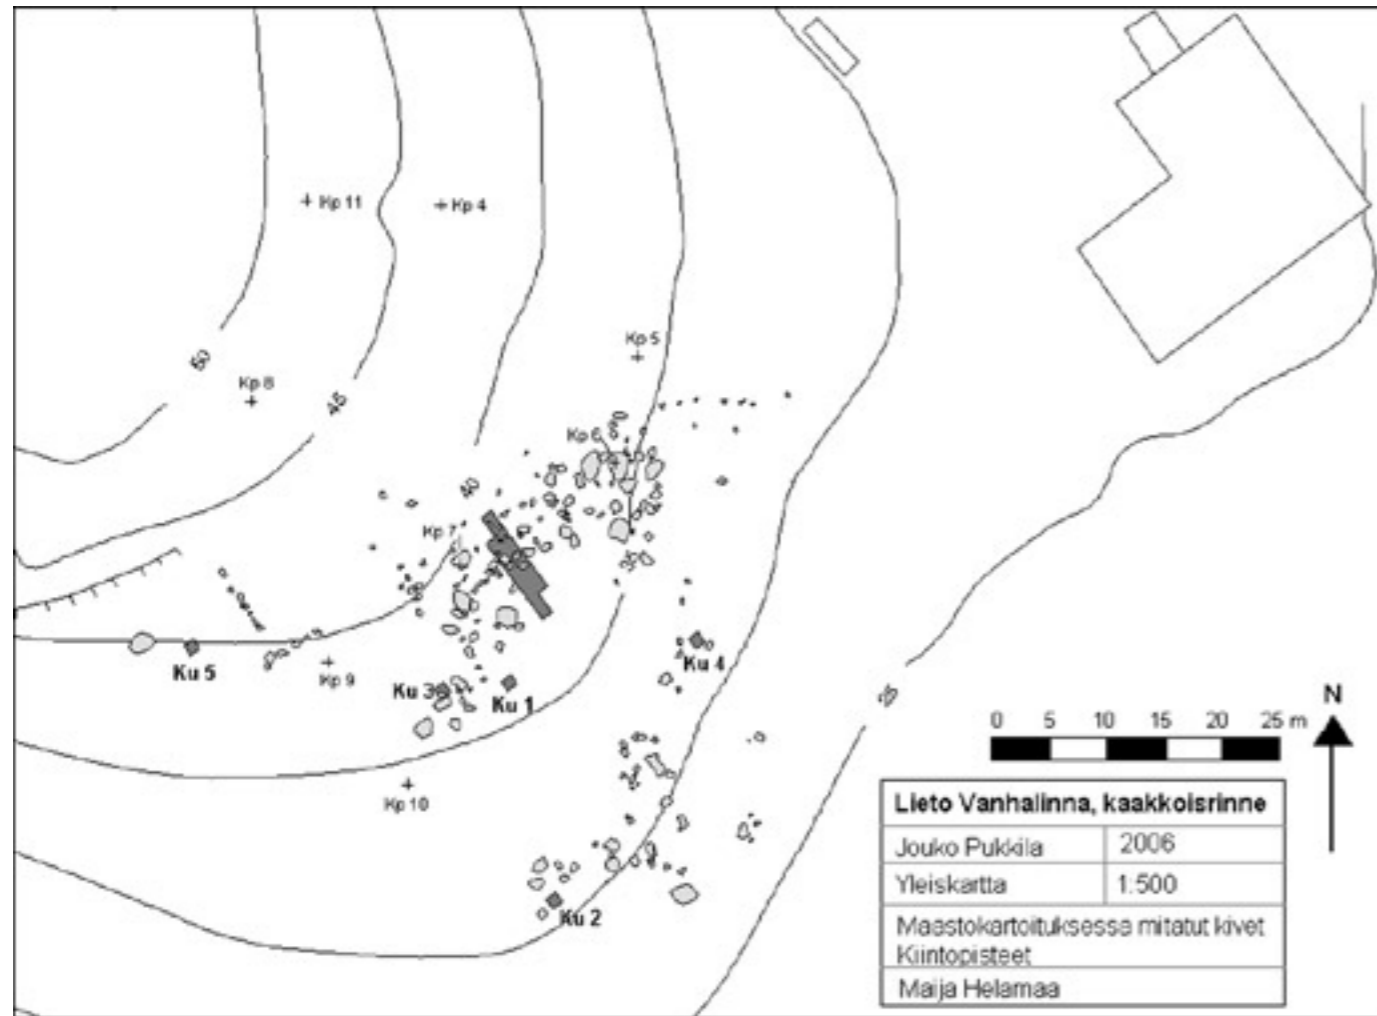 Kp 11
Kp 4
Kp 5
50
Kp 8
45
Kp 6
40
Kp 7
35
Ku 5
Kp 9
Ku 3
Ku 1
Ku 4
25
N
0 5 10 15 20 25 m
Kp 10
Ku 2
Lieto Vanhalinna, kaakkoisrinne
Jouko Pukkila 2006
Yleiskartta 1:500
Maastokartoituksessa mitatut kivet
Kiintopisteet
Maija Helamaa